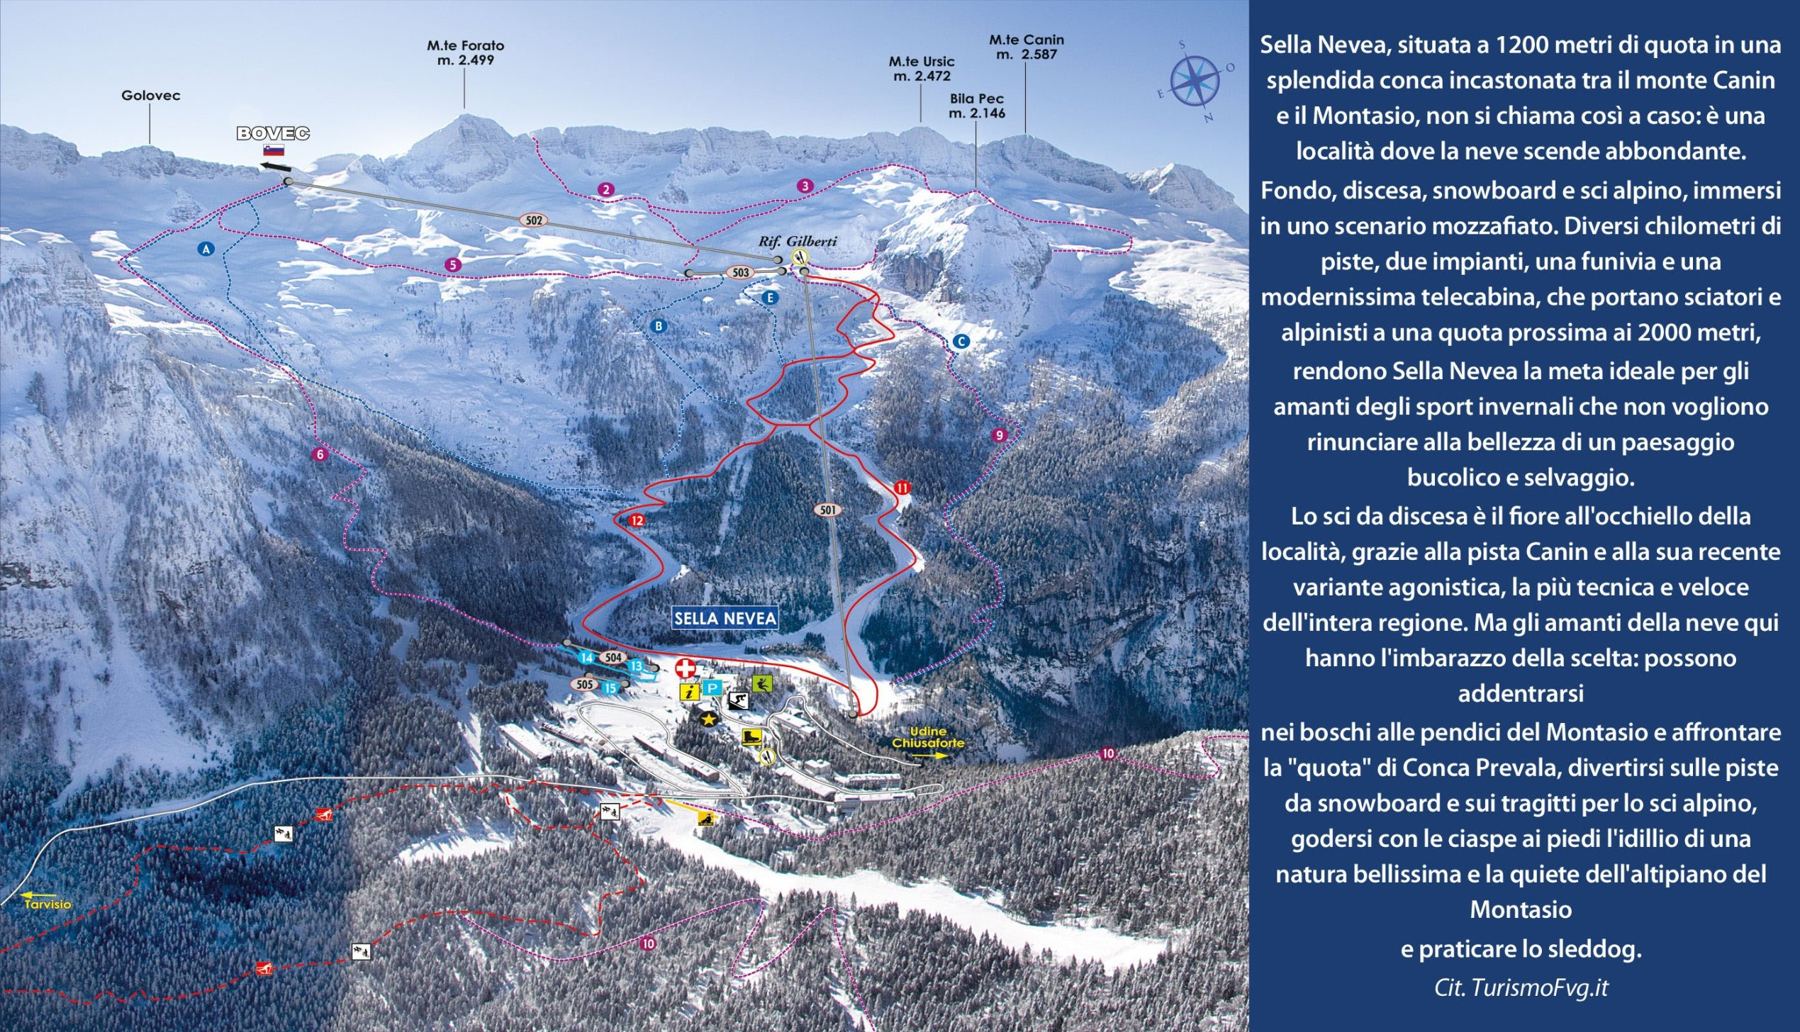 M.te Forato
m. 2.499
M.te Canin
m. 2.587
M.te Ursic
m. 2.472
Bila Pec
m. 2.146
Golovec
BOVEC
S
O
E
N
2
3
502
A
Rif. Gilberti
5
503
E
B
C
9
6
11
501
12
SELLA NEVEA
504
14
13
505
15
i
P
Udine
Chiusaforte
10
Tarvisio
10
Sella Nevea, situata a 1200 metri di quota in una
splendida conca incastonata tra il monte Canin
e il Montasio, non si chiama così a caso: è una
località dove la neve scende abbondante.
Fondo, discesa, snowboard e sci alpino, immersi
in uno scenario mozzafiato. Diversi chilometri di
piste, due impianti, una funivia e una
modernissima telecabina, che portano sciatori e
alpinisti a una quota prossima ai 2000 metri,
rendono Sella Nevea la meta ideale per gli
amanti degli sport invernali che non vogliono
rinunciare alla bellezza di un paesaggio
bucolico e selvaggio.
Lo sci da discesa è il fiore all'occhiello della
località, grazie alla pista Canin e alla sua recente
variante agonistica, la più tecnica e veloce
dell'intera regione. Ma gli amanti della neve qui
hanno l'imbarazzo della scelta: possono
addentrarsi
nei boschi alle pendici del Montasio e affrontare
la "quota" di Conca Prevala, divertirsi sulle piste
da snowboard e sui tragitti per lo sci alpino,
godersi con le ciaspe ai piedi l'idillio di una
natura bellissima e la quiete dell'altipiano del
Montasio
e praticare lo sleddog.
Cit. TurismoFvg.it